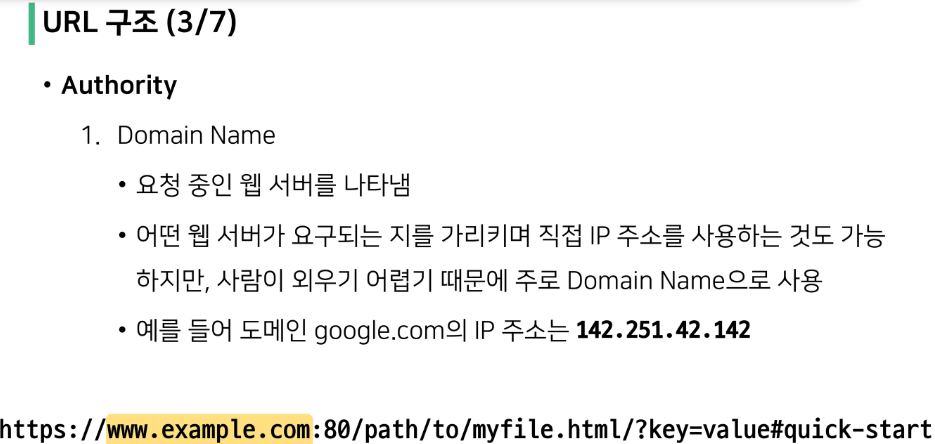 URL 구조 (3/7)
• Authority
1. Domain Name
• 요청 중인 웹 서버를 나타냄
• 어떤 웹 서버가 요구되는 지를 가리키며 직접 IP 주소를 사용하는 것도 가능
하지만, 사람이 외우기 어렵기 때문에 주로 Domain Name으로 사용
• 예를 들어 도메인 google.com의 IP 주소는 142.251.42.142
https://www.example.com:80/path/to/myfile.html/?key=value#quick-start